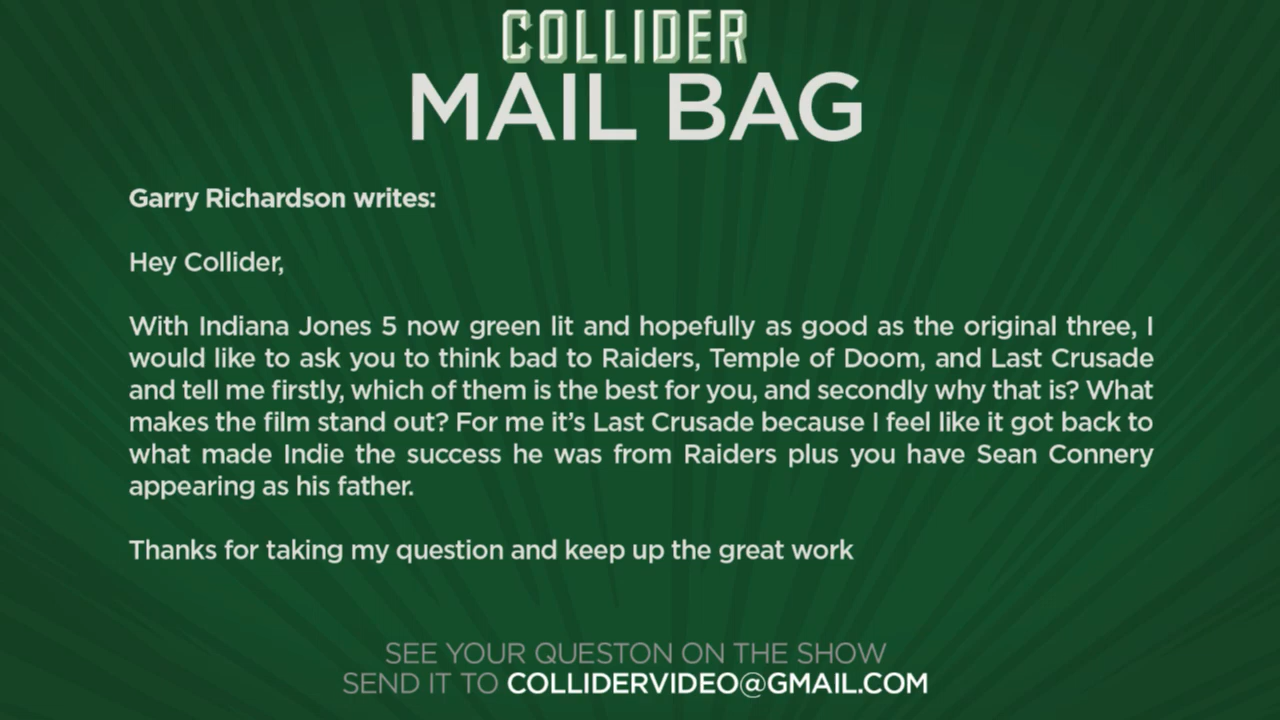 COLLIDER
MAIL BAG
Garry Richardson writes:
Hey Collider,
With Indiana Jones 5 now green lit and hopefully as good as the original three, I
would like to ask you to think bad to Raiders, Temple of Doom, and Last Crusade
and tell me firstly, which of them is the best for you, and secondly why that is? What
makes the film stand out? For me it’s Last Crusade because I feel like it got back to
what made Indie the success he was from Raiders plus you have Sean Connery
appearing as his father.
Thanks for taking my question and keep up the great work
SEE YOUR QUESTON ON THE SHOW
SEND IT TO COLLIDERVIDEO@GMAIL.COM